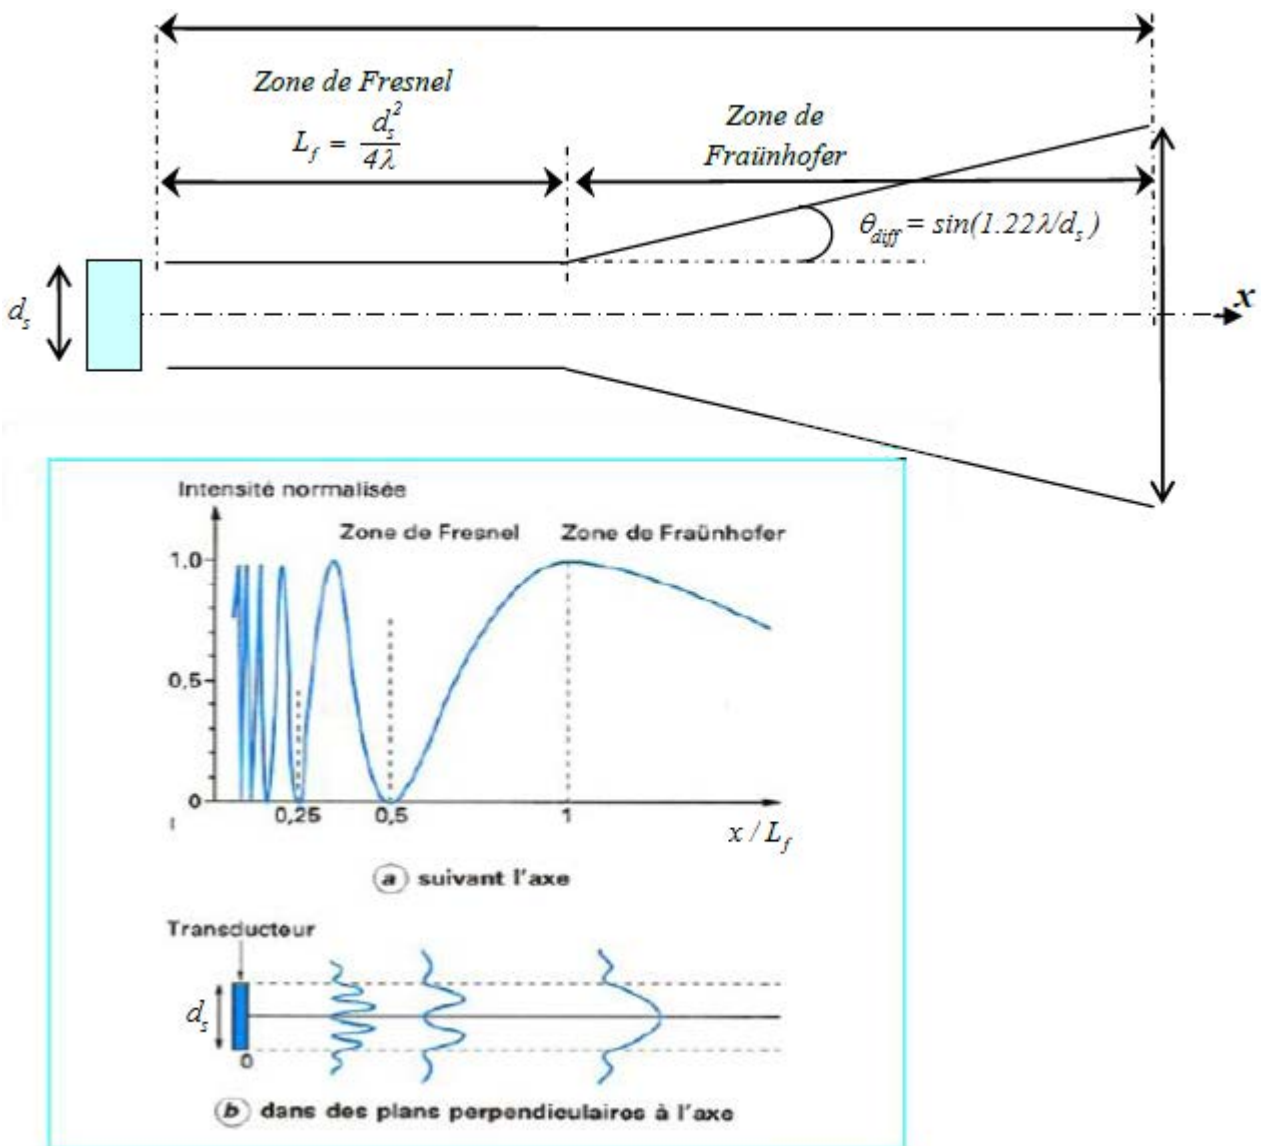 Zone de Fresnel
L_f = d_s^2 / 4λ
Zone de
Fraünhofer
θ_diff = sin(1.22λ/d_s)
d_s
x
Intensité normalisée
Zone de Fresnel Zone de Fraünhofer
1.0
0,5
0
0,25 0,5 1
x / L_f
a suivant l'axe
Transducteur
d_s
0
b dans des plans perpendiculaires à l'axe